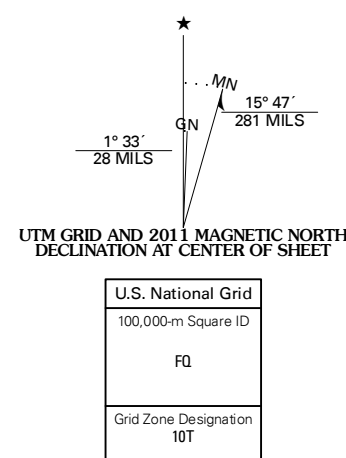 ★
MN
15° 47´
281 MILS
GN
1° 33´
28 MILS
UTM GRID AND 2011 MAGNETIC NORTH
DECLINATION AT CENTER OF SHEET
U.S. National Grid
100,000-m Square ID
FQ
Grid Zone Designation
10T